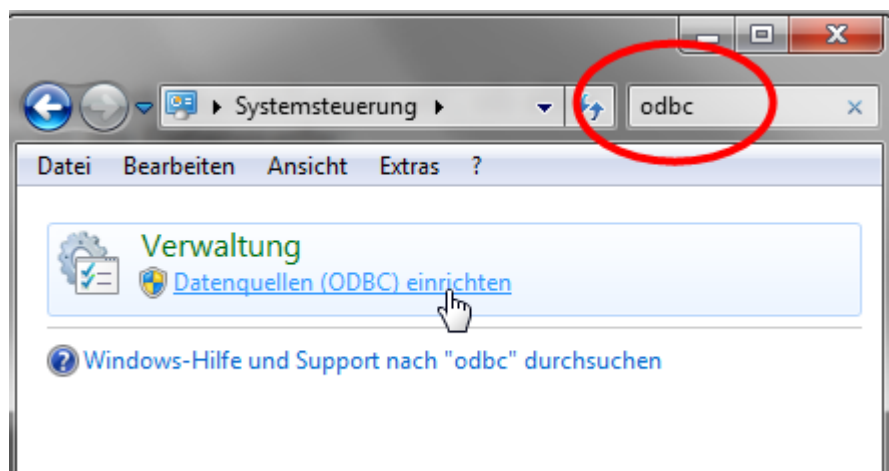 Systemsteuerung
odbc
Datei Bearbeiten Ansicht Extras ?
Verwaltung
Datenquellen (ODBC) einrichten
Windows-Hilfe und Support nach "odbc" durchsuchen